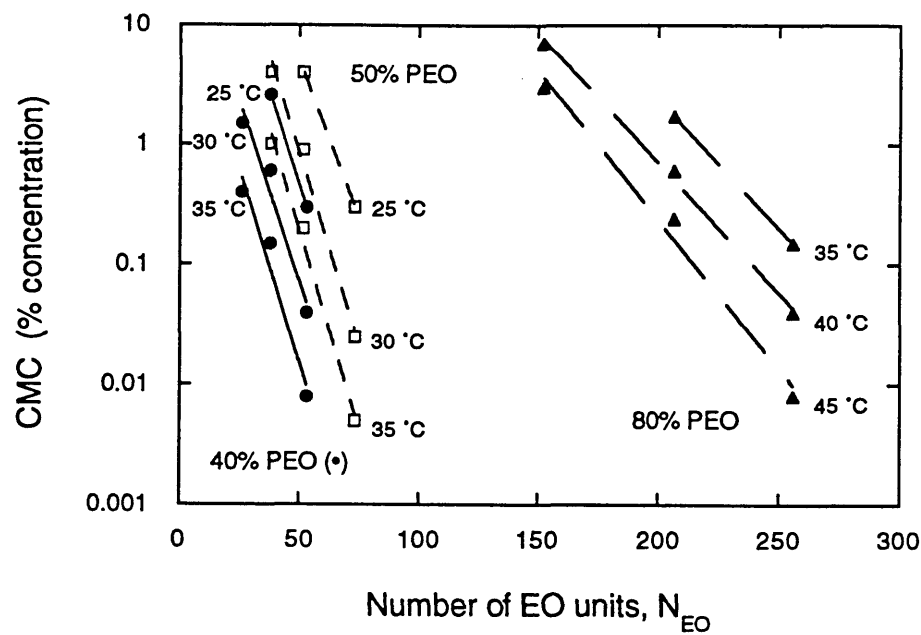 10
50% PEO
25 °C
1
30 °C
35 °C
25 °C
0.1
35 °C
30 °C
40 °C
0.01
80% PEO
45 °C
35 °C
40% PEO (•)
0.001
0 50 100 150 200 250 300
CMC (% concentration)
Number of EO units, N_EO